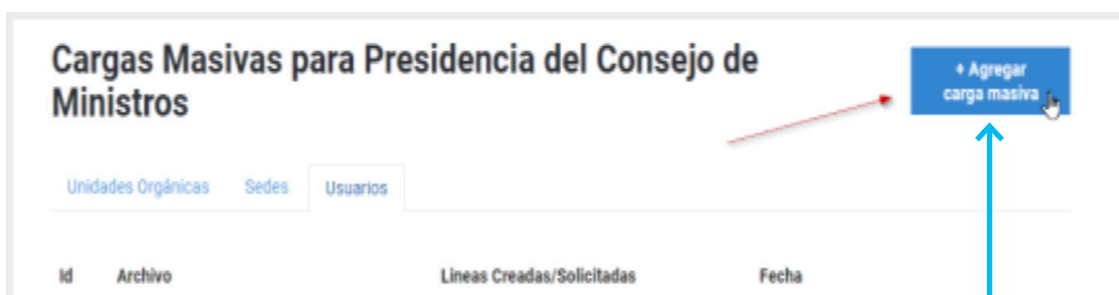 Cargas Masivas para Presidencia del Consejo de
Ministros
+ Agregar
carga masiva
Unidades Orgánicas Sedes Usuarios
Id Archivo Lineas Creadas/Solicitadas Fecha